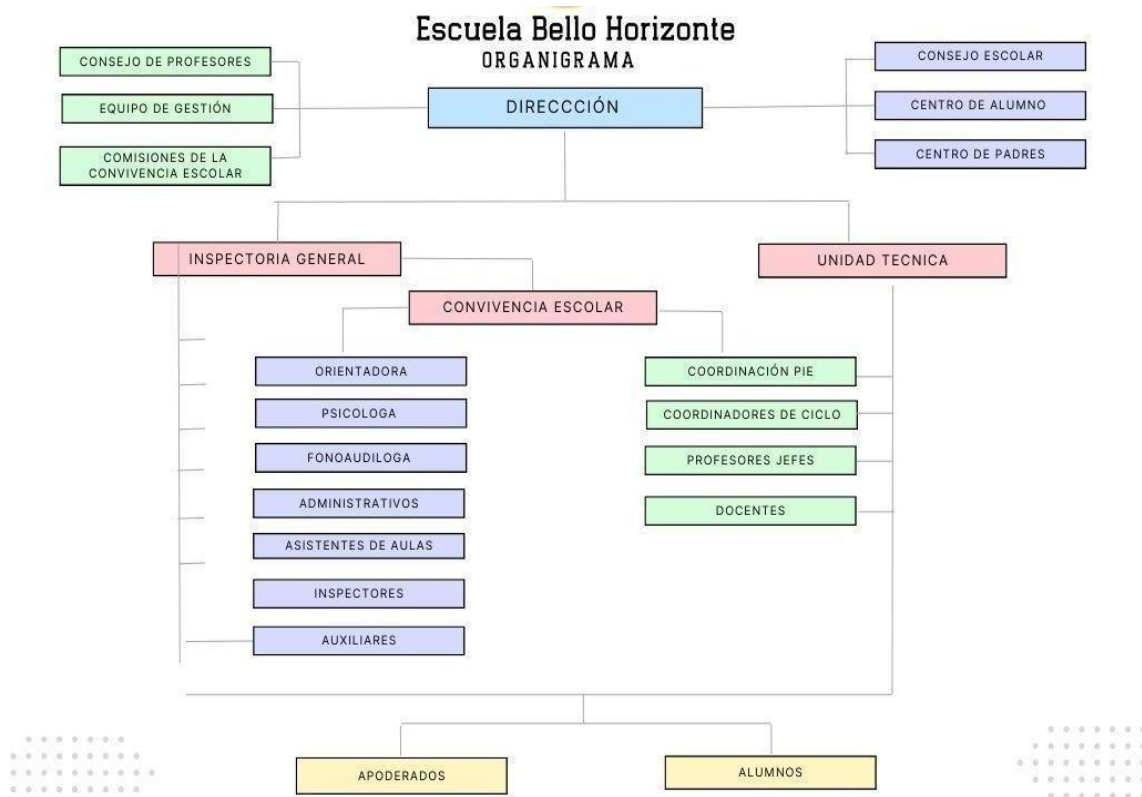 Escuela Bello Horizonte
ORGANIGRAMA
CONSEJO DE PROFESORES
EQUIPO DE GESTIÓN
COMISIONES DE LA
CONVIVENCIA ESCOLAR
DIRECCCIÓN
CONSEJO ESCOLAR
CENTRO DE ALUMNO
CENTRO DE PADRES
INSPECTORIA GENERAL
UNIDAD TECNICA
CONVIVENCIA ESCOLAR
ORIENTADORA
PSICOLOGA
FONOAUDILOGA
ADMINISTRATIVOS
ASISTENTES DE AULAS
INSPECTORES
AUXILIARES
COORDINACIÓN PIE
COORDINADORES DE CICLO
PROFESORES JEFES
DOCENTES
APODERADOS
ALUMNOS